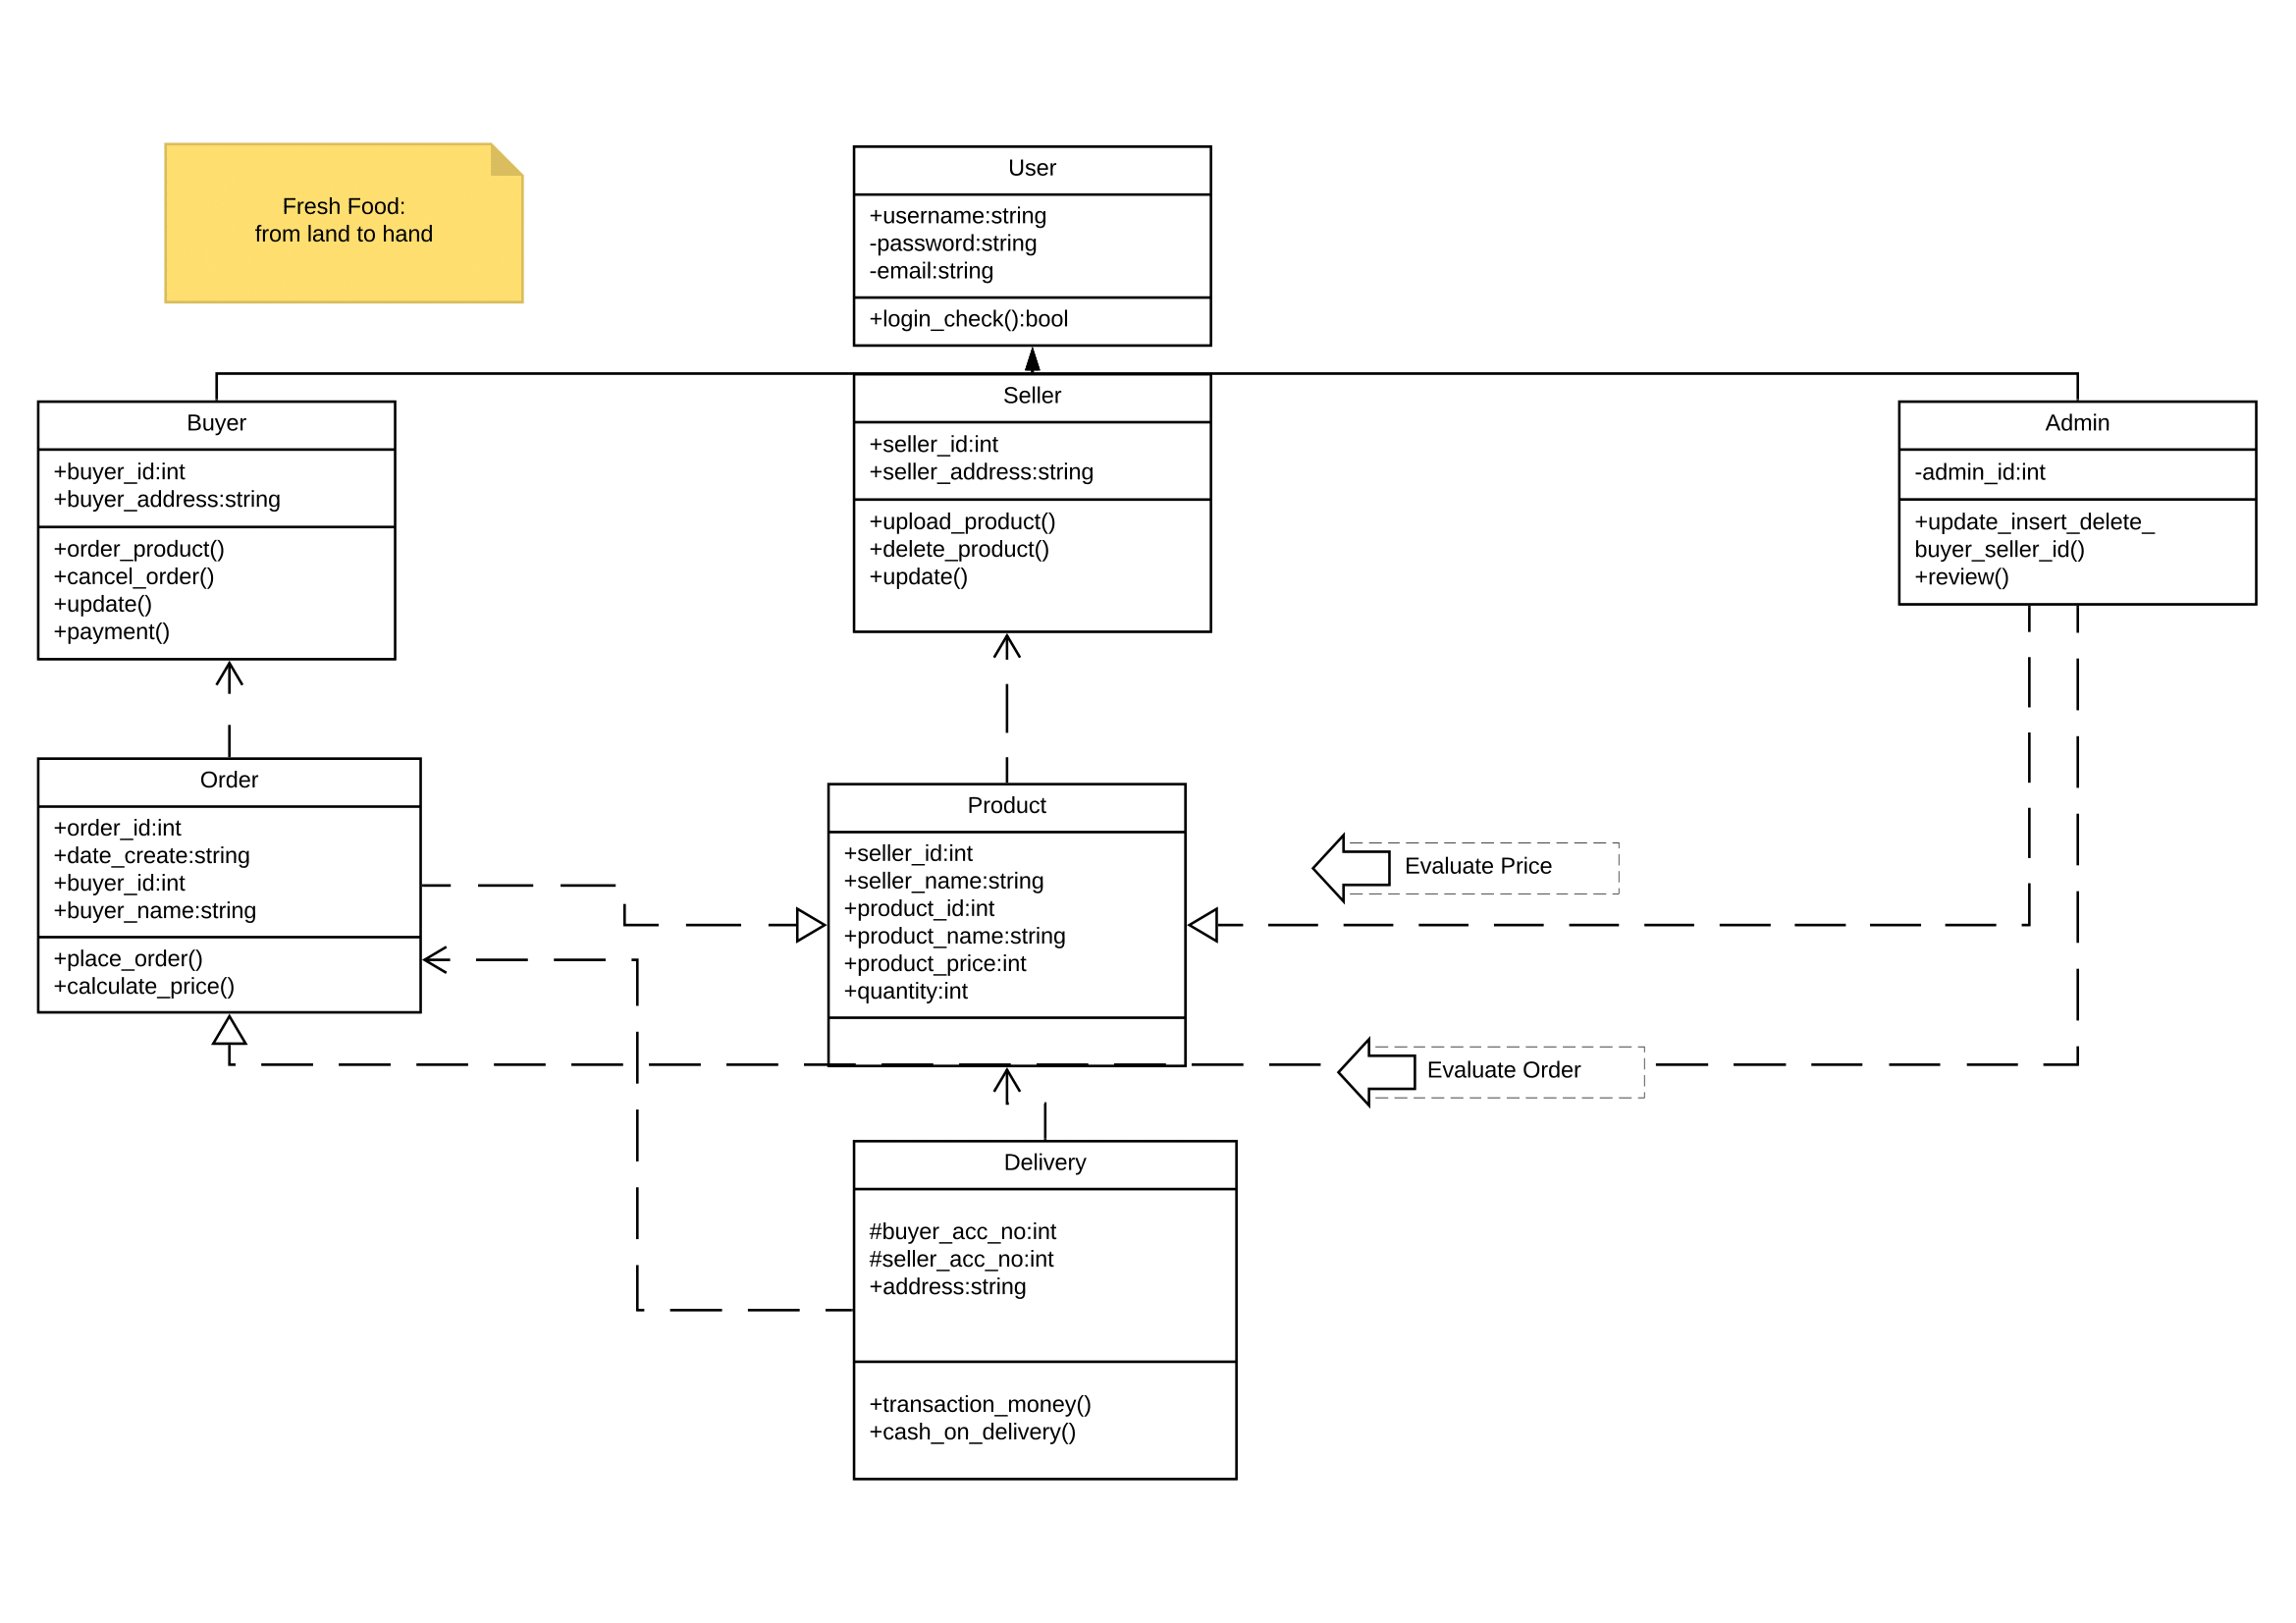 Fresh Food:
from land to hand
User
+username:string
-password:string
-email:string
+login_check():bool
Buyer
+buyer_id:int
+buyer_address:string
+order_product()
+cancel_order()
+update()
+payment()
Seller
+seller_id:int
+seller_address:string
+upload_product()
+delete_product()
+update()
Admin
-admin_id:int
+update_insert_delete_
buyer_seller_id()
+review()
Order
+order_id:int
+date_create:string
+buyer_id:int
+buyer_name:string
+place_order()
+calculate_price()
Product
+seller_id:int
+seller_name:string
+product_id:int
+product_name:string
+product_price:int
+quantity:int
Evaluate Price
Evaluate Order
Delivery
#buyer_acc_no:int
#seller_acc_no:int
+address:string
+transaction_money()
+cash_on_delivery()